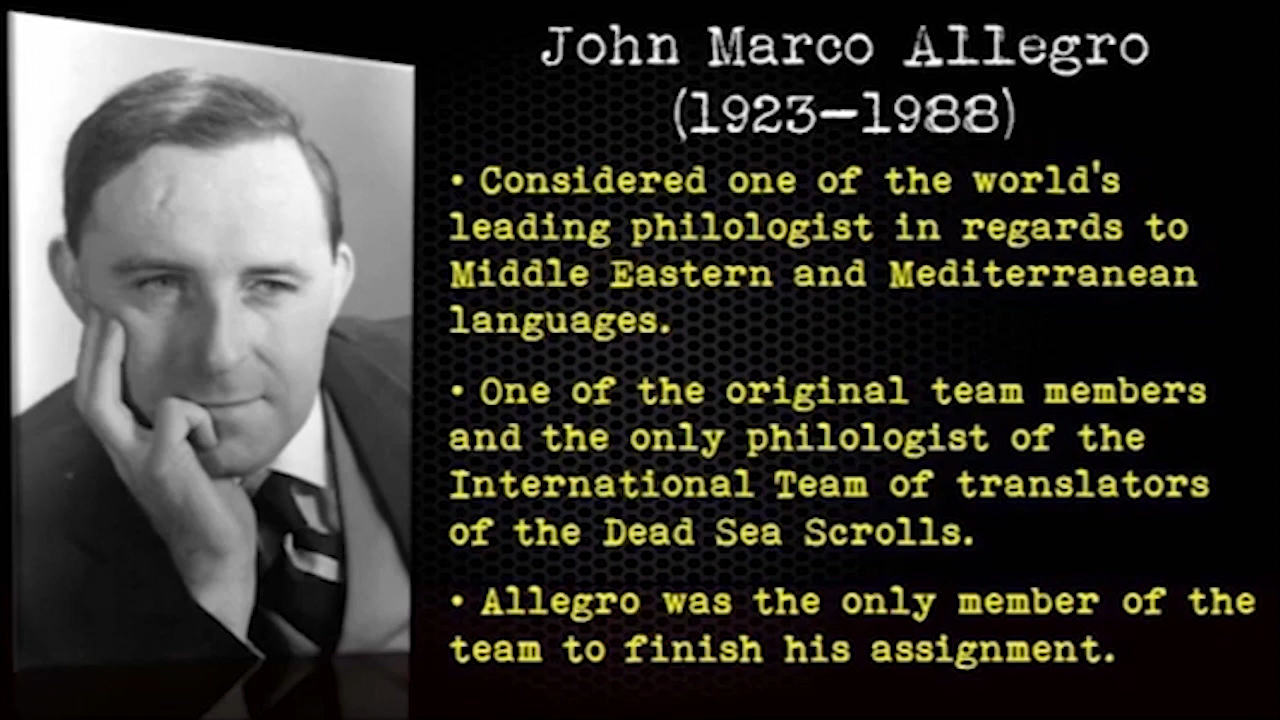 John Marco Allegro
(1923—1988)
• Considered one of the world's
leading philologist in regards to
Middle Eastern and Mediterranean
languages.
• One of the original team members
and the only philologist of the
International Team of translators
of the Dead Sea Scrolls.
• Allegro was the only member of the
team to finish his assignment.